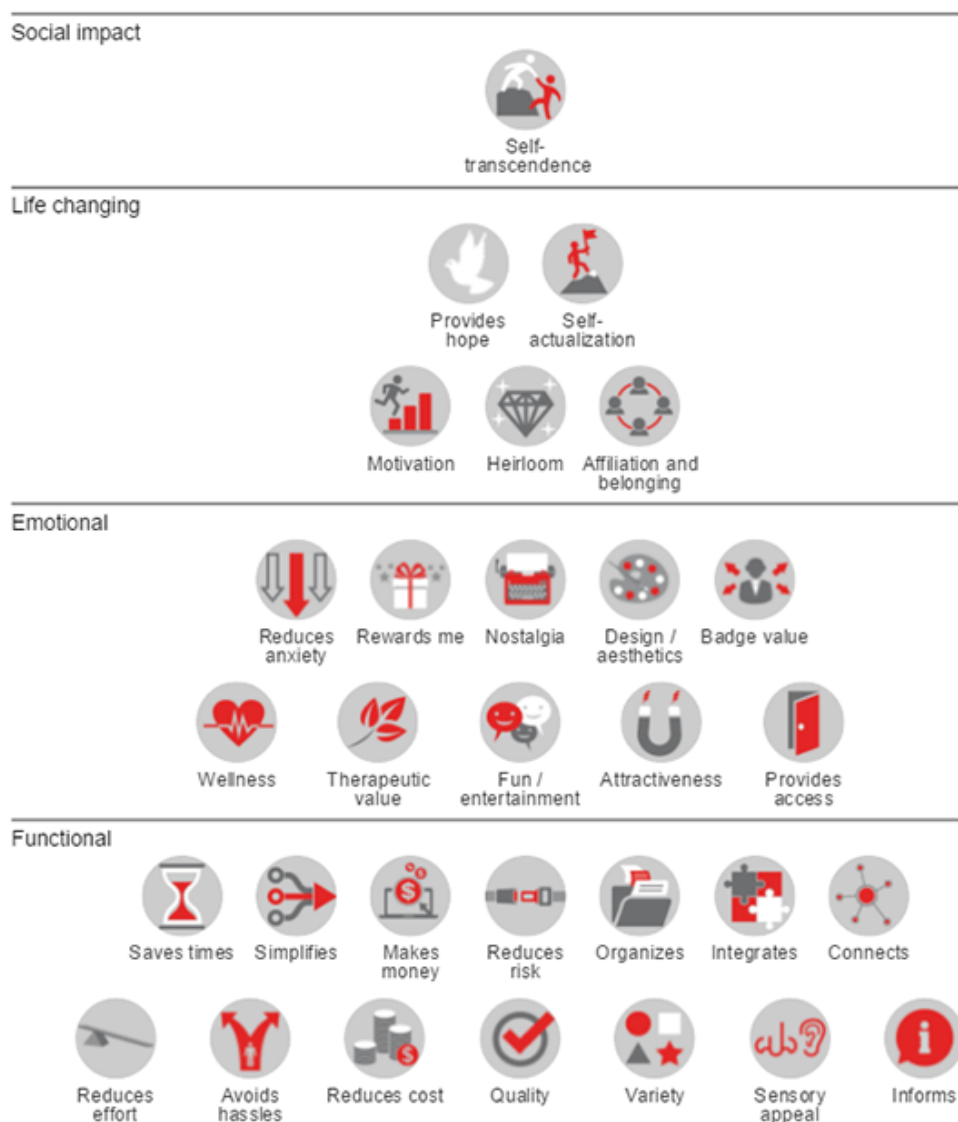 Social impact
Self-
transcendence
Life changing
Provides
hope
Self-
actualization
Motivation
Heirloom
Affiliation and
belonging
Emotional
Reduces
anxiety
Rewards me
Nostalgia
Design /
aesthetics
Badge value
Wellness
Therapeutic
value
Fun /
entertainment
Attractiveness
Provides
access
Functional
Saves times
Simplifies
Makes
money
$
Reduces
risk
Organizes
Integrates
Connects
Reduces
effort
Avoids
hassles
Reduces cost
$
Quality
Variety
Sensory
appeal
Informs
i